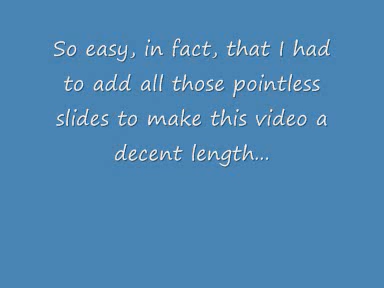 So easy, in fact, that I had
to add all those pointless
slides to make this video a
decent length...